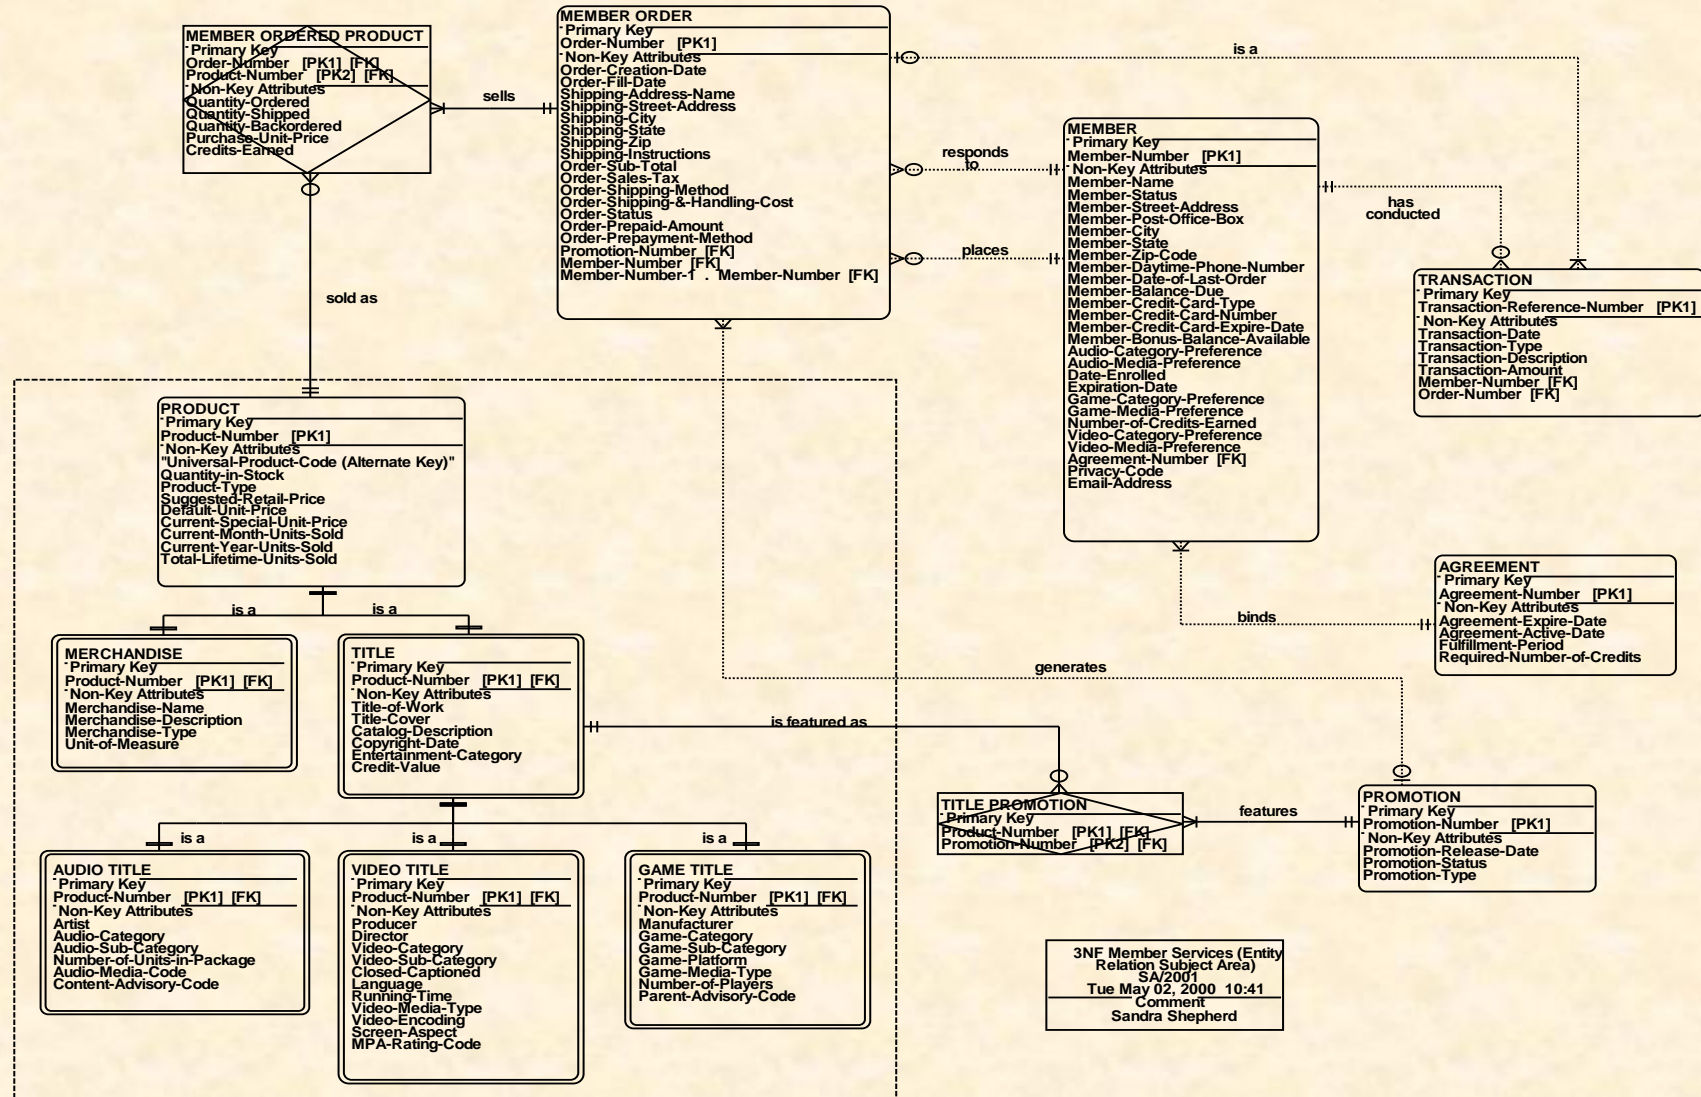 MEMBER ORDERED PRODUCT
Primary Key
Order-Number [PK1] [FK]
Product-Number [PK2] [FK]
Non-Key Attributes
Quantity-Ordered
Quantity-Shipped
Quantity-Backordered
Purchase-Unit-Price
Credits-Earned
sells
MEMBER ORDER
Primary Key
Order-Number [PK1]
Non-Key Attributes
Order-Creation-Date
Order-Fill-Date
Shipping-Address-Name
Shipping-Street-Address
Shipping-City
Shipping-State
Shipping-Zip
Shipping-Instructions
Order-Sub-Total
Order-Sales-Tax
Order-Shipping-Method
Order-Shipping-&-Handling-Cost
Order-Status
Order-Prepaid-Amount
Order-Prepayment-Method
Promotion-Number [FK]
Member-Number [FK]
Member-Number-1 . Member-Number [FK]
is a
responds
to
places
MEMBER
Primary Key
Member-Number [PK1]
Non-Key Attributes
Member-Name
Member-Status
Member-Street-Address
Member-Post-Office-Box
Member-City
Member-State
Member-Zip-Code
Member-Daytime-Phone-Number
Member-Date-of-Last-Order
Member-Balance-Due
Member-Credit-Card-Type
Member-Credit-Card-Number
Member-Credit-Card-Expire-Date
Member-Bonus-Balance-Available
Audio-Category-Preference
Audio-Media-Preference
Date-Enrolled
Expiration-Date
Game-Category-Preference
Game-Media-Preference
Number-of-Credits-Earned
Video-Category-Preference
Video-Media-Preference
Agreement-Number [FK]
Privacy-Code
Email-Address
has
conducted
TRANSACTION
Primary Key
Transaction-Reference-Number [PK1]
Non-Key Attributes
Transaction-Date
Transaction-Type
Transaction-Description
Transaction-Amount
Member-Number [FK]
Order-Number [FK]
sold as
PRODUCT
Primary Key
Product-Number [PK1]
Non-Key Attributes
"Universal-Product-Code (Alternate Key)"
Quantity-in-Stock
Product-Type
Suggested-Retail-Price
Default-Unit-Price
Current-Special-Unit-Price
Current-Month-Units-Sold
Current-Year-Units-Sold
Total-Lifetime-Units-Sold
is a
is a
binds
AGREEMENT
Primary Key
Agreement-Number [PK1]
Non-Key Attributes
Agreement-Expire-Date
Agreement-Active-Date
Fulfillment-Period
Required-Number-of-Credits
generates
MERCHANDISE
Primary Key
Product-Number [PK1] [FK]
Non-Key Attributes
Merchandise-Name
Merchandise-Description
Merchandise-Type
Unit-of-Measure
TITLE
Primary Key
Product-Number [PK1] [FK]
Non-Key Attributes
Title-of-Work
Title-Cover
Catalog-Description
Copyright-Date
Entertainment-Category
Credit-Value
is featured as
TITLE PROMOTION
Primary Key
Product-Number [PK1] [FK]
Promotion-Number [PK2] [FK]
features
PROMOTION
Primary Key
Promotion-Number [PK1]
Non-Key Attributes
Promotion-Release-Date
Promotion-Status
Promotion-Type
is a
is a
is a
AUDIO TITLE
Primary Key
Product-Number [PK1] [FK]
Non-Key Attributes
Artist
Audio-Category
Audio-Sub-Category
Number-of-Units-in-Package
Audio-Media-Code
Content-Advisory-Code
VIDEO TITLE
Primary Key
Product-Number [PK1] [FK]
Non-Key Attributes
Producer
Director
Video-Category
Video-Sub-Category
Closed-Captioned
Language
Running-Time
Video-Media-Type
Video-Encoding
Screen-Aspect
MPA-Rating-Code
GAME TITLE
Primary Key
Product-Number [PK1] [FK]
Non-Key Attributes
Manufacturer
Game-Category
Game-Sub-Category
Game-Platform
Game-Media-Type
Number-of-Players
Parent-Advisory-Code
3NF Member Services (Entity
Relation Subject Area)
SA/2001
Tue May 02, 2000 10:41
Comment
Sandra Shepherd